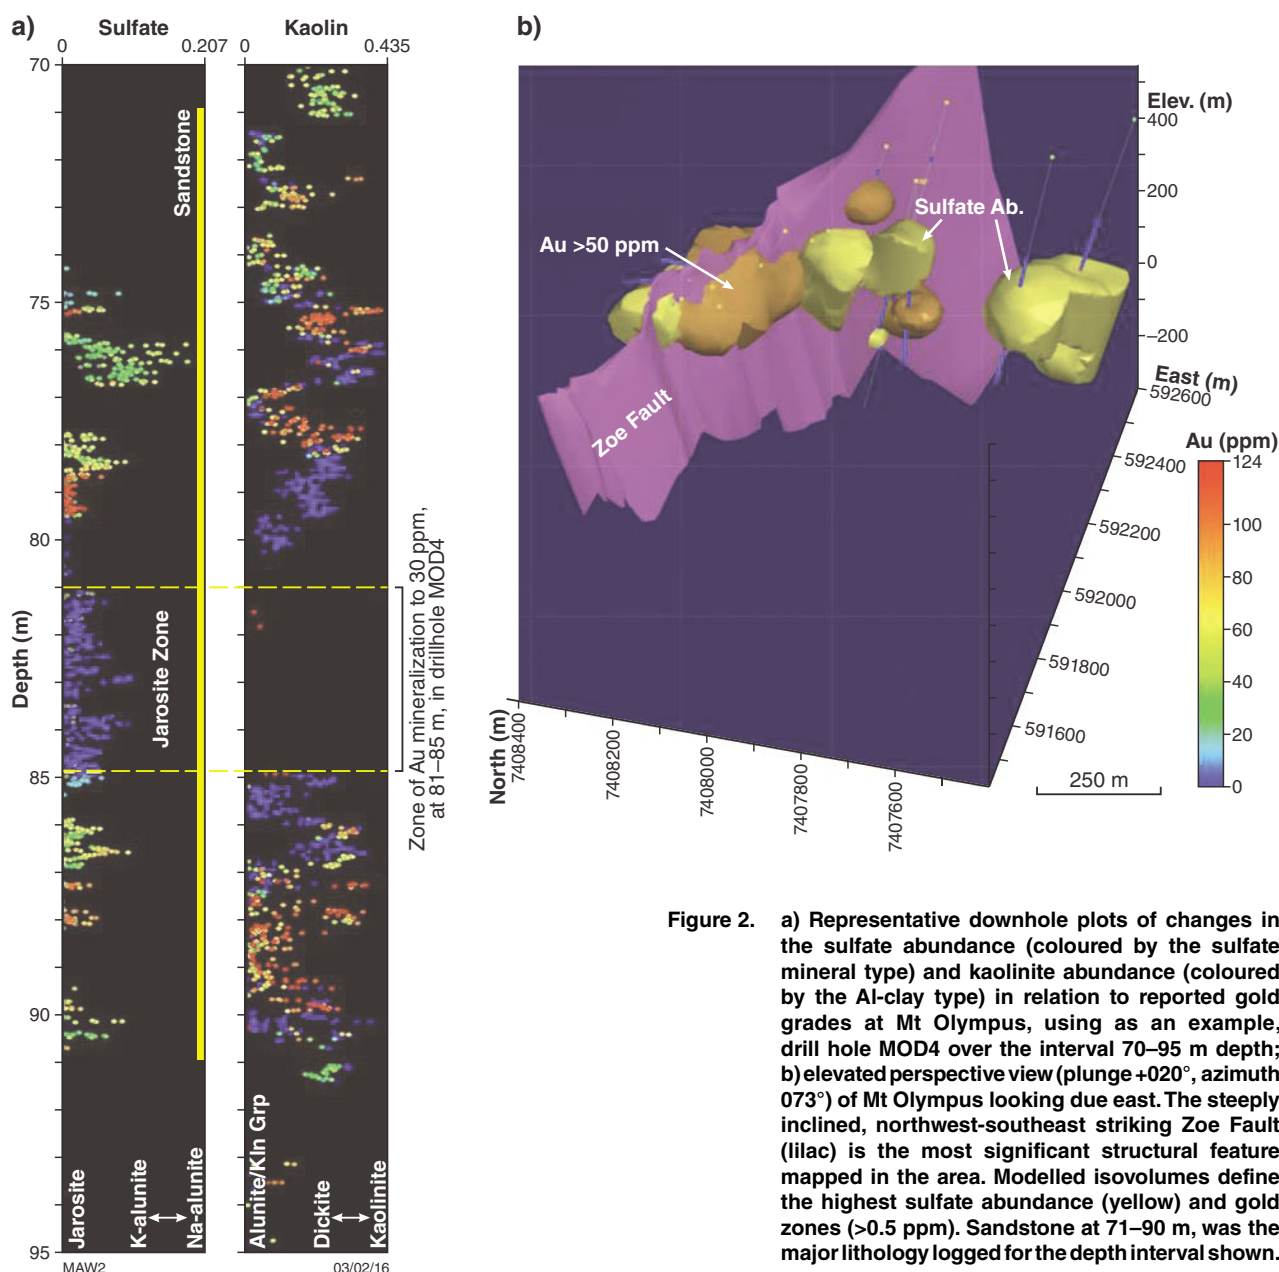 a)
Sulfate
Kaolin
0
0.207
0
0.435
70
75
80
85
90
95
Depth (m)
Sandstone
Jarosite Zone
Jarosite
K-alunite
Na-alunite
Alunite/Kln Grp
Dickite
Kaolinite
Zone of Au mineralization to 30 ppm,
at 81–85 m, in drillhole MOD4
MAW2
03/02/16
b)
Elev. (m)
400
200
0
–200
Sulfate Ab.
Au >50 ppm
Zoe Fault
East (m)
592600
592400
592200
592000
591800
591600
North (m)
7408400
7408200
7408000
7407800
7407600
250 m
Au (ppm)
124
100
80
60
40
20
0
Figure 2. a) Representative downhole plots of changes in
the sulfate abundance (coloured by the sulfate
mineral type) and kaolinite abundance (coloured
by the Al-clay type) in relation to reported gold
grades at Mt Olympus, using as an example,
drill hole MOD4 over the interval 70–95 m depth;
b) elevated perspective view (plunge +020°, azimuth
073°) of Mt Olympus looking due east. The steeply
inclined, northwest-southeast striking Zoe Fault
(lilac) is the most significant structural feature
mapped in the area. Modelled isovolumes define
the highest sulfate abundance (yellow) and gold
zones (>0.5 ppm). Sandstone at 71–90 m, was the
major lithology logged for the depth interval shown.